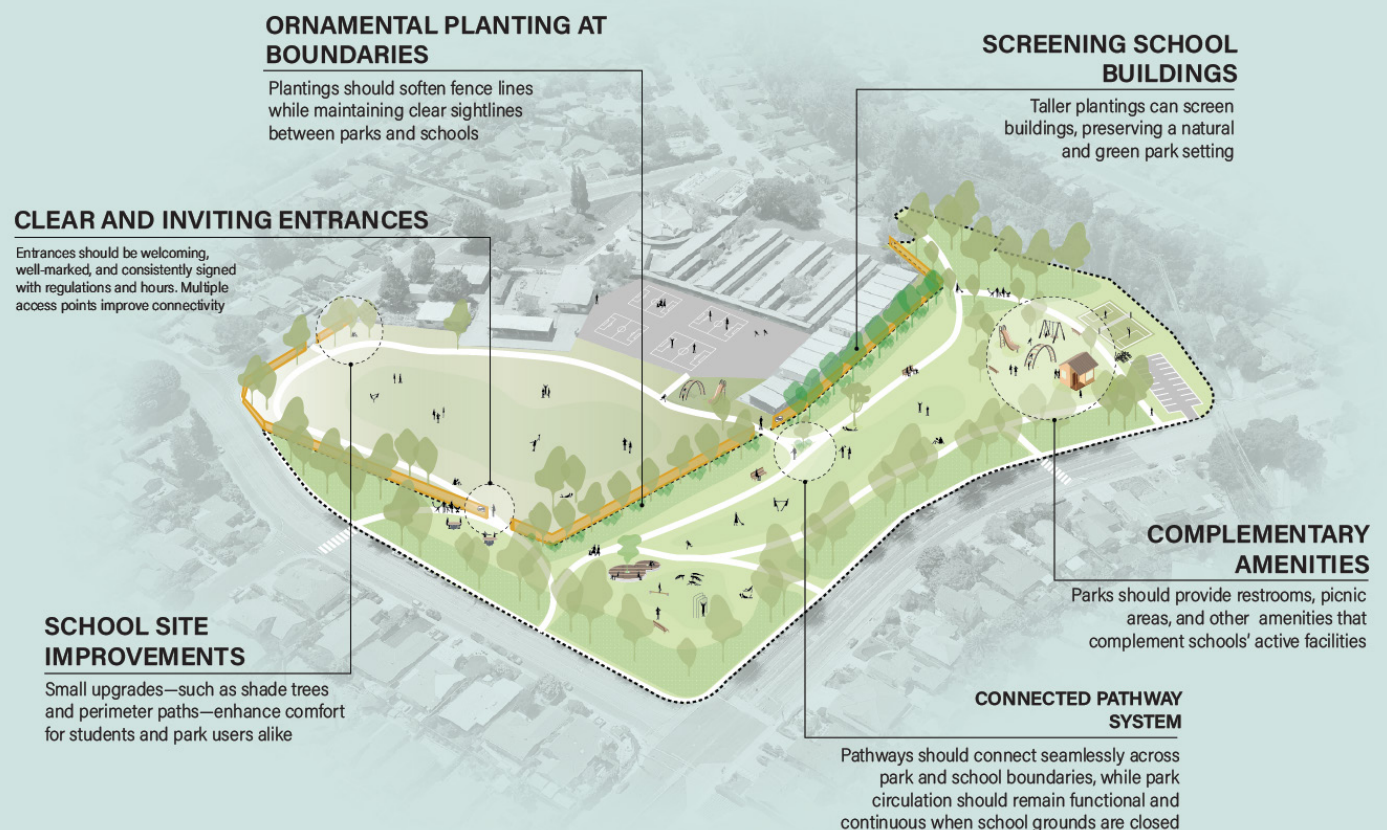 ORNAMENTAL PLANTING AT
BOUNDARIES
Plantings should soften fence lines
while maintaining clear sightlines
between parks and schools
SCREENING SCHOOL
BUILDINGS
Taller plantings can screen
buildings, preserving a natural
and green park setting
CLEAR AND INVITING ENTRANCES
Entrances should be welcoming,
well-marked, and consistently signed
with regulations and hours. Multiple
access points improve connectivity
COMPLEMENTARY
AMENITIES
Parks should provide restrooms, picnic
areas, and other amenities that
complement schools' active facilities
SCHOOL SITE
IMPROVEMENTS
Small upgrades—such as shade trees
and perimeter paths—enhance comfort
for students and park users alike
CONNECTED PATHWAY
SYSTEM
Pathways should connect seamlessly across
park and school boundaries, while park
circulation should remain functional and
continuous when school grounds are closed